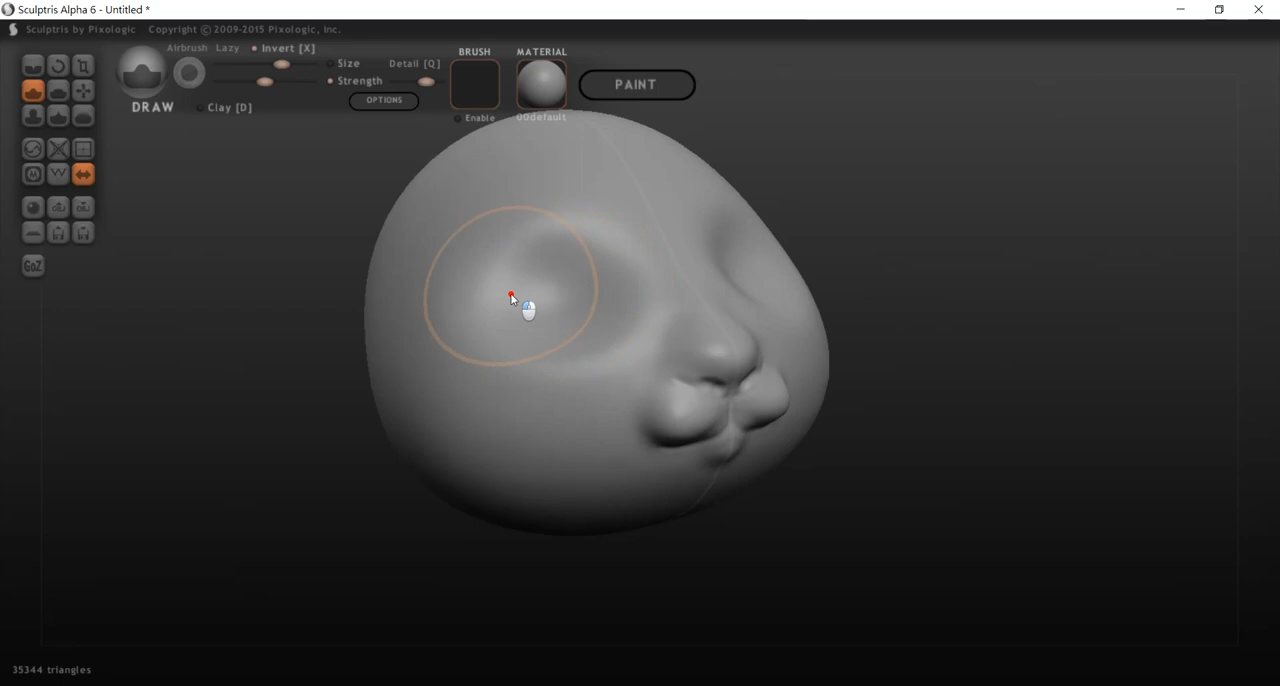 Sculptris Alpha 6 - Untitled *
Sculptris by Pixologic Copyright © 2009-2015 Pixologic, Inc.
Airbrush Lazy Invert [X]
Size Detail [Q]
Strength
OPTIONS
DRAW Clay [D]
BRUSH
Enable
MATERIAL
00default
PAINT
GoZ
35344 triangles